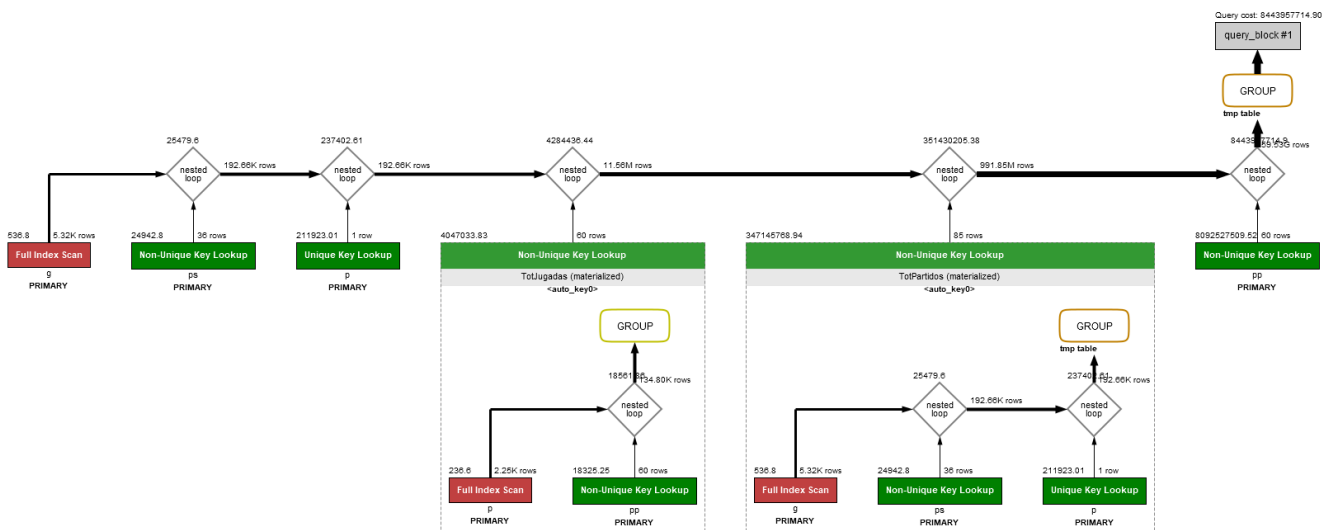 Query cost: 8443957714.90
query_block #1
GROUP
tmp table
25479.6
237402.61
4284436.44
351430205.38
59.53G rows
nested loop
192.66K rows
nested loop
192.66K rows
nested loop
11.56M rows
nested loop
991.85M rows
nested loop
536.8
5.32K rows
24942.8
36 rows
211923.01
1 row
4047033.83
60 rows
347145768.94
85 rows
8092527509.52
60 rows
Full Index Scan
Non-Unique Key Lookup
Unique Key Lookup
Non-Unique Key Lookup
Non-Unique Key Lookup
Non-Unique Key Lookup
g
ps
p
TotJugadas (materialized)
TotPartidos (materialized)
pp
PRIMARY
PRIMARY
PRIMARY
<auto_key0>
<auto_key0>
PRIMARY
GROUP
GROUP
tmp table
134.80K rows
25479.6
192.66K rows
nested loop
nested loop
192.66K rows
nested loop
236.6
2.25K rows
18325.25
60 rows
536.8
5.32K rows
24942.8
36 rows
211923.01
1 row
Full Index Scan
Non-Unique Key Lookup
Full Index Scan
Non-Unique Key Lookup
Unique Key Lookup
p
pp
g
ps
p
PRIMARY
PRIMARY
PRIMARY
PRIMARY
PRIMARY